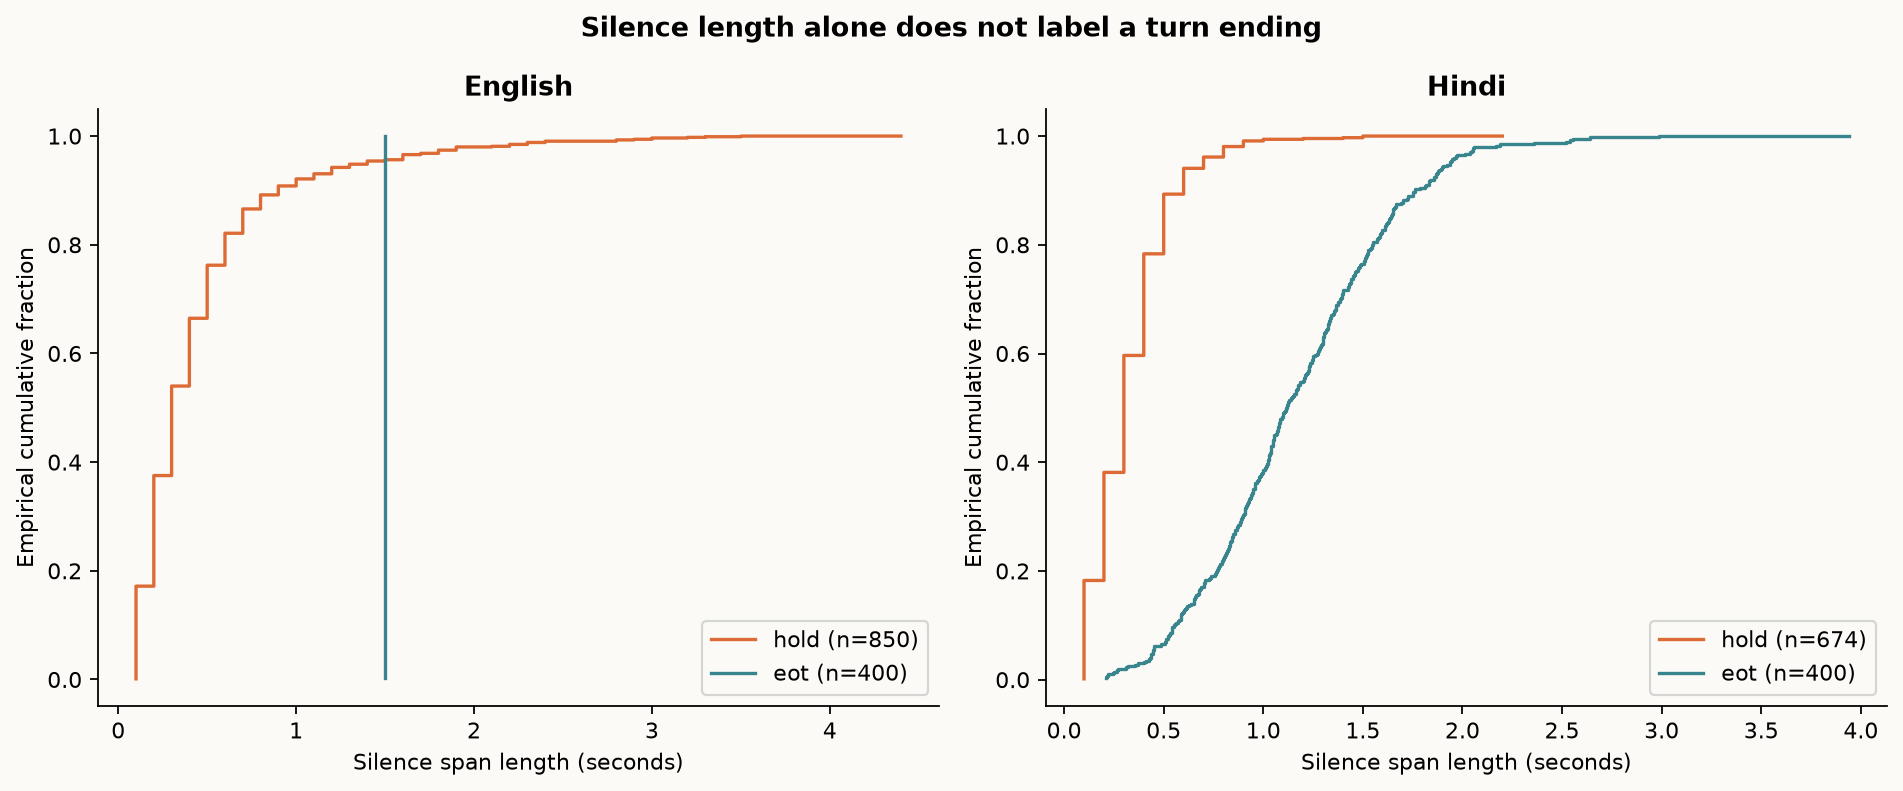 Silence length alone does not label a turn ending
English
Empirical cumulative fraction
1.0
0.8
0.6
0.4
0.2
0.0
0 1 2 3 4
Silence span length (seconds)
hold (n=850)
eot (n=400)
Hindi
Empirical cumulative fraction
1.0
0.8
0.6
0.4
0.2
0.0
0.0 0.5 1.0 1.5 2.0 2.5 3.0 3.5 4.0
Silence span length (seconds)
hold (n=674)
eot (n=400)